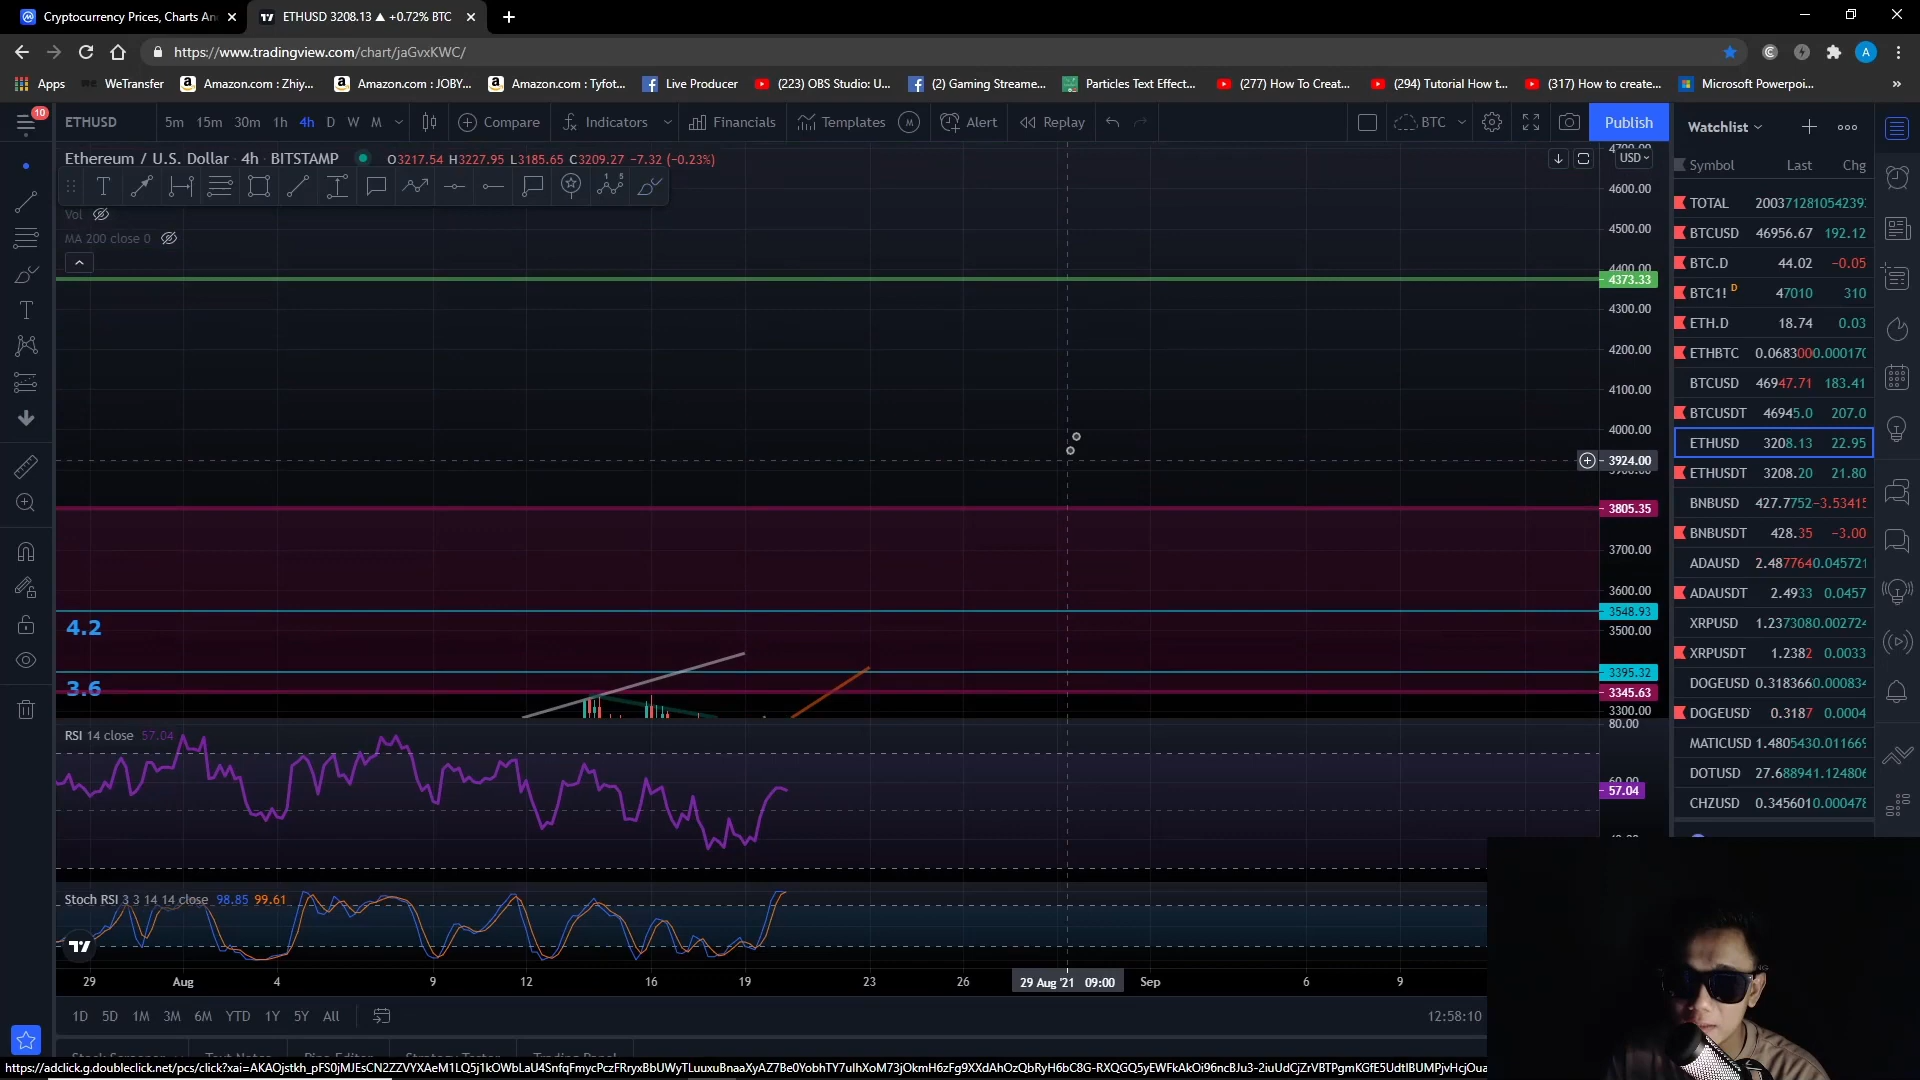 Cryptocurrency Prices, Charts An
ETHUSD 3208.13 ▲ +0.72% BTC
https://www.tradingview.com/chart/jaGvxKWC/
Apps
WeTransfer
Amazon.com : Zhiy...
Amazon.com : JOBY...
Amazon.com : Tyfot...
Live Producer
(223) OBS Studio: U...
(2) Gaming Streame...
Particles Text Effect...
(277) How To Creat...
(294) Tutorial How t...
(317) How to create...
Microsoft Powerpoi...
10
ETHUSD
5m 15m 30m 1h 4h D W M
Compare
Indicators
Financials
Templates
Alert
Replay
BTC
Publish
Watchlist
Ethereum / U.S. Dollar · 4h · BITSTAMP
O3217.54 H3227.95 L3185.65 C3209.27 −7.32 (−0.23%)
USD
Vol
MA 200 close 0
4600.00
4500.00
4400.00
4373.33
4300.00
4200.00
4100.00
4000.00
3924.00
3805.35
3700.00
3600.00
3548.93
3500.00
3395.32
3345.63
3300.00
4.2
3.6
80.00
RSI 14 close 57.04
60.00
57.04
Stoch RSI 3 3 14 14 close 98.85 99.61
29 Aug 4 9 12 16 19 23 26 29 Aug '21 09:00 Sep 6 9
1D 5D 1M 3M 6M YTD 1Y 5Y All
12:58:10
Symbol Last Chg
TOTAL
BTCUSD 46956.67 192.12
BTC.D 44.02 −0.05
BTC1! D 47010 310
ETH.D 18.74 0.03
ETHBTC 0.0683000.000170
BTCUSD 46947.71 183.41
BTCUSDT 46945.0 207.0
ETHUSD 3208.13 22.95
ETHUSDT 3208.20 21.80
BNBUSD 427.7752 −3.53415
BNBUSDT 428.35 −3.00
ADAUSD 2.4877640.045721
ADAUSDT 2.4933 0.0457
XRPUSD 1.2373080.002724
XRPUSDT 1.2382 0.0033
DOGEUSD 0.3183660.000834
DOGEUSD 0.3187 0.0004
MATICUSD 1.4805430.011669
DOTUSD 27.688941.124806
CHZUSD 0.3456010.000478